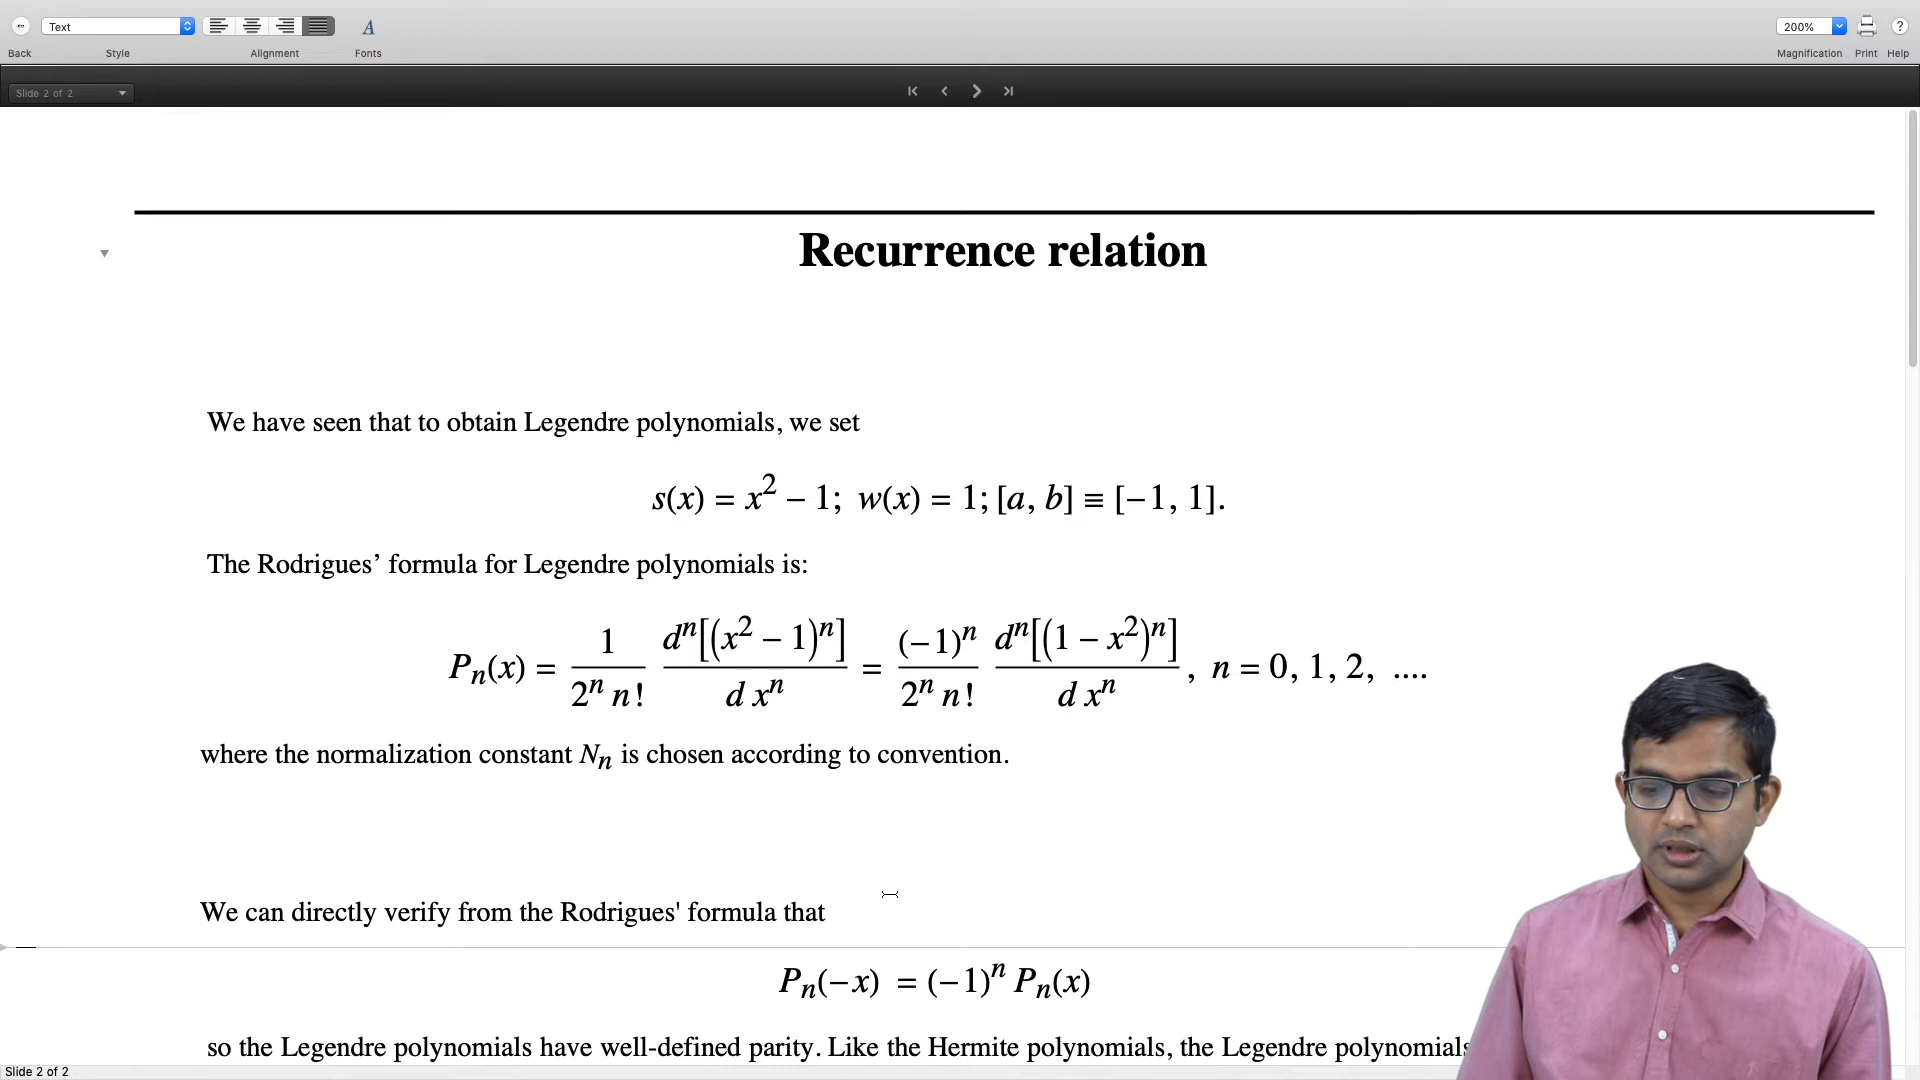 Text
200%
Back Style Alignment Fonts Magnification Print Help
Slide 2 of 2
Recurrence relation
We have seen that to obtain Legendre polynomials, we set
s(x) = x² − 1; w(x) = 1; [a, b] ≡ [−1, 1].
The Rodrigues’ formula for Legendre polynomials is:
Pₙ(x) = 1/(2ⁿ n!) dⁿ[(x² − 1)ⁿ]/(d xⁿ) = (−1)ⁿ/(2ⁿ n!) dⁿ[(1 − x²)ⁿ]/(d xⁿ), n = 0, 1, 2, ....
where the normalization constant Nₙ is chosen according to convention.
We can directly verify from the Rodrigues' formula that
Pₙ(−x) = (−1)ⁿ Pₙ(x)
so the Legendre polynomials have well-defined parity. Like the Hermite polynomials, the Legendre polynomials
Slide 2 of 2